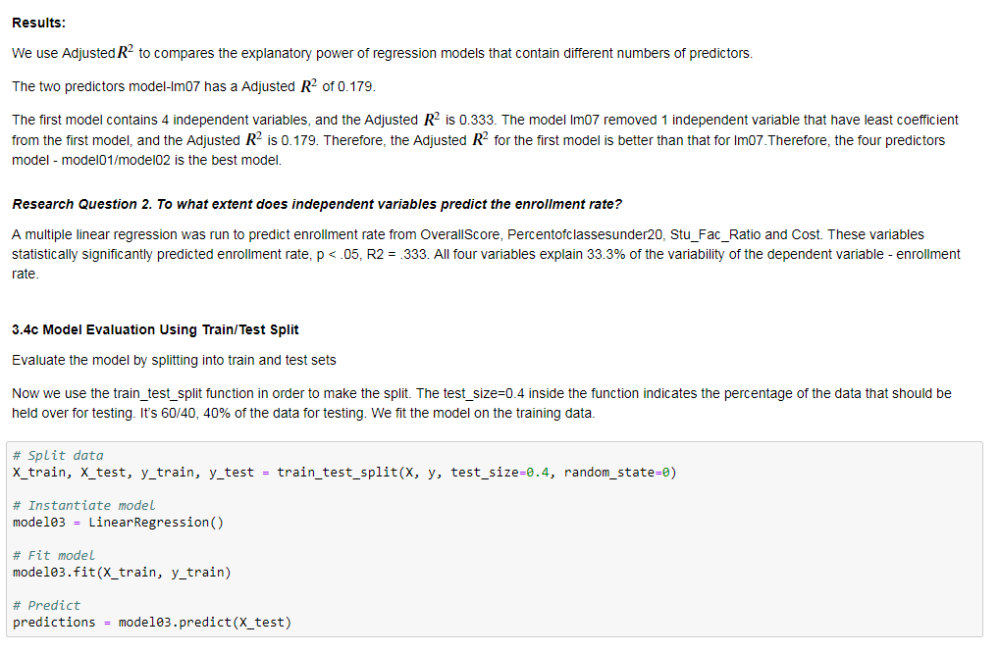 Results:
We use Adjusted R² to compares the explanatory power of regression models that contain different numbers of predictors.
The two predictors model-lm07 has a Adjusted R² of 0.179.
The first model contains 4 independent variables, and the Adjusted R² is 0.333. The model lm07 removed 1 independent variable that have least coefficient
from the first model, and the Adjusted R² is 0.179. Therefore, the Adjusted R² for the first model is better than that for lm07.Therefore, the four predictors
model - model01/model02 is the best model.
Research Question 2. To what extent does independent variables predict the enrollment rate?
A multiple linear regression was run to predict enrollment rate from OverallScore, Percentofclassesunder20, Stu_Fac_Ratio and Cost. These variables
statistically significantly predicted enrollment rate, p < .05, R2 = .333. All four variables explain 33.3% of the variability of the dependent variable - enrollment
rate.
3.4c Model Evaluation Using Train/Test Split
Evaluate the model by splitting into train and test sets
Now we use the train_test_split function in order to make the split. The test_size=0.4 inside the function indicates the percentage of the data that should be
held over for testing. It's 60/40, 40% of the data for testing. We fit the model on the training data.
# Split data
X_train, X_test, y_train, y_test = train_test_split(X, y, test_size=0.4, random_state=0)
# Instantiate model
model03 = LinearRegression()
# Fit model
model03.fit(X_train, y_train)
# Predict
predictions = model03.predict(X_test)